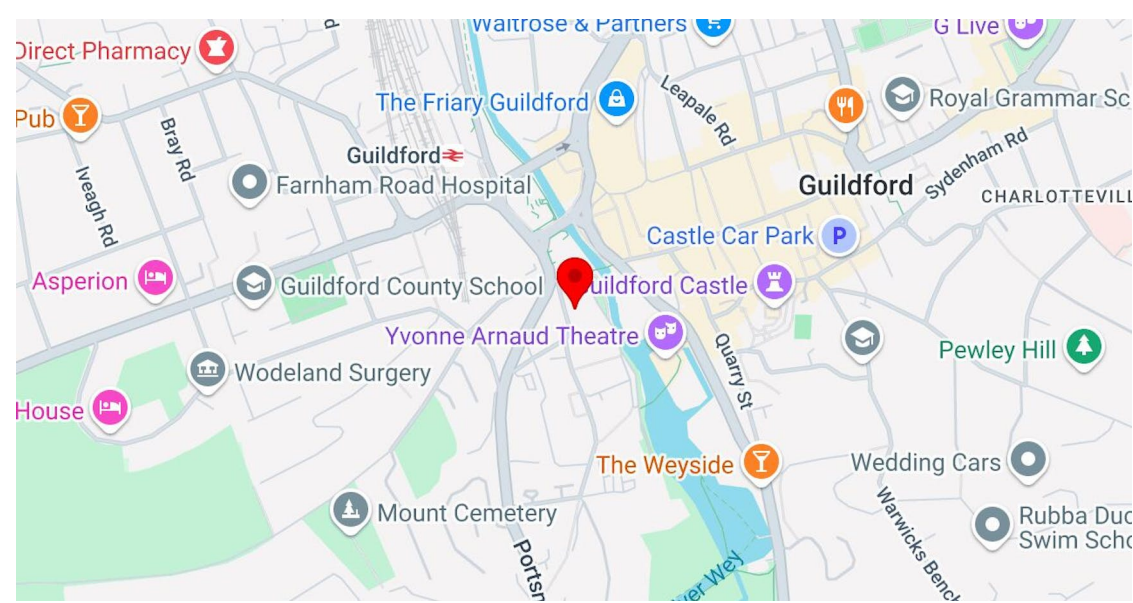 Waitrose & Partners
G Live
Direct Pharmacy
The Friary Guildford
Leapale Rd
Royal Grammar Sc
Pub
Bray Rd
Sydenham Rd
Guildford
Farnham Road Hospital
Guildford
CHARLOTTEVILL
Iveagh Rd
Castle Car Park
P
Asperion
Guildford County School
uildford Castle
Yvonne Arnaud Theatre
Pewley Hill
Wodeland Surgery
Quarry St
House
The Weyside
Wedding Cars
Mount Cemetery
Warwicks Bench
Rubba Duc
Swim Scho
Portsm
ver Wey